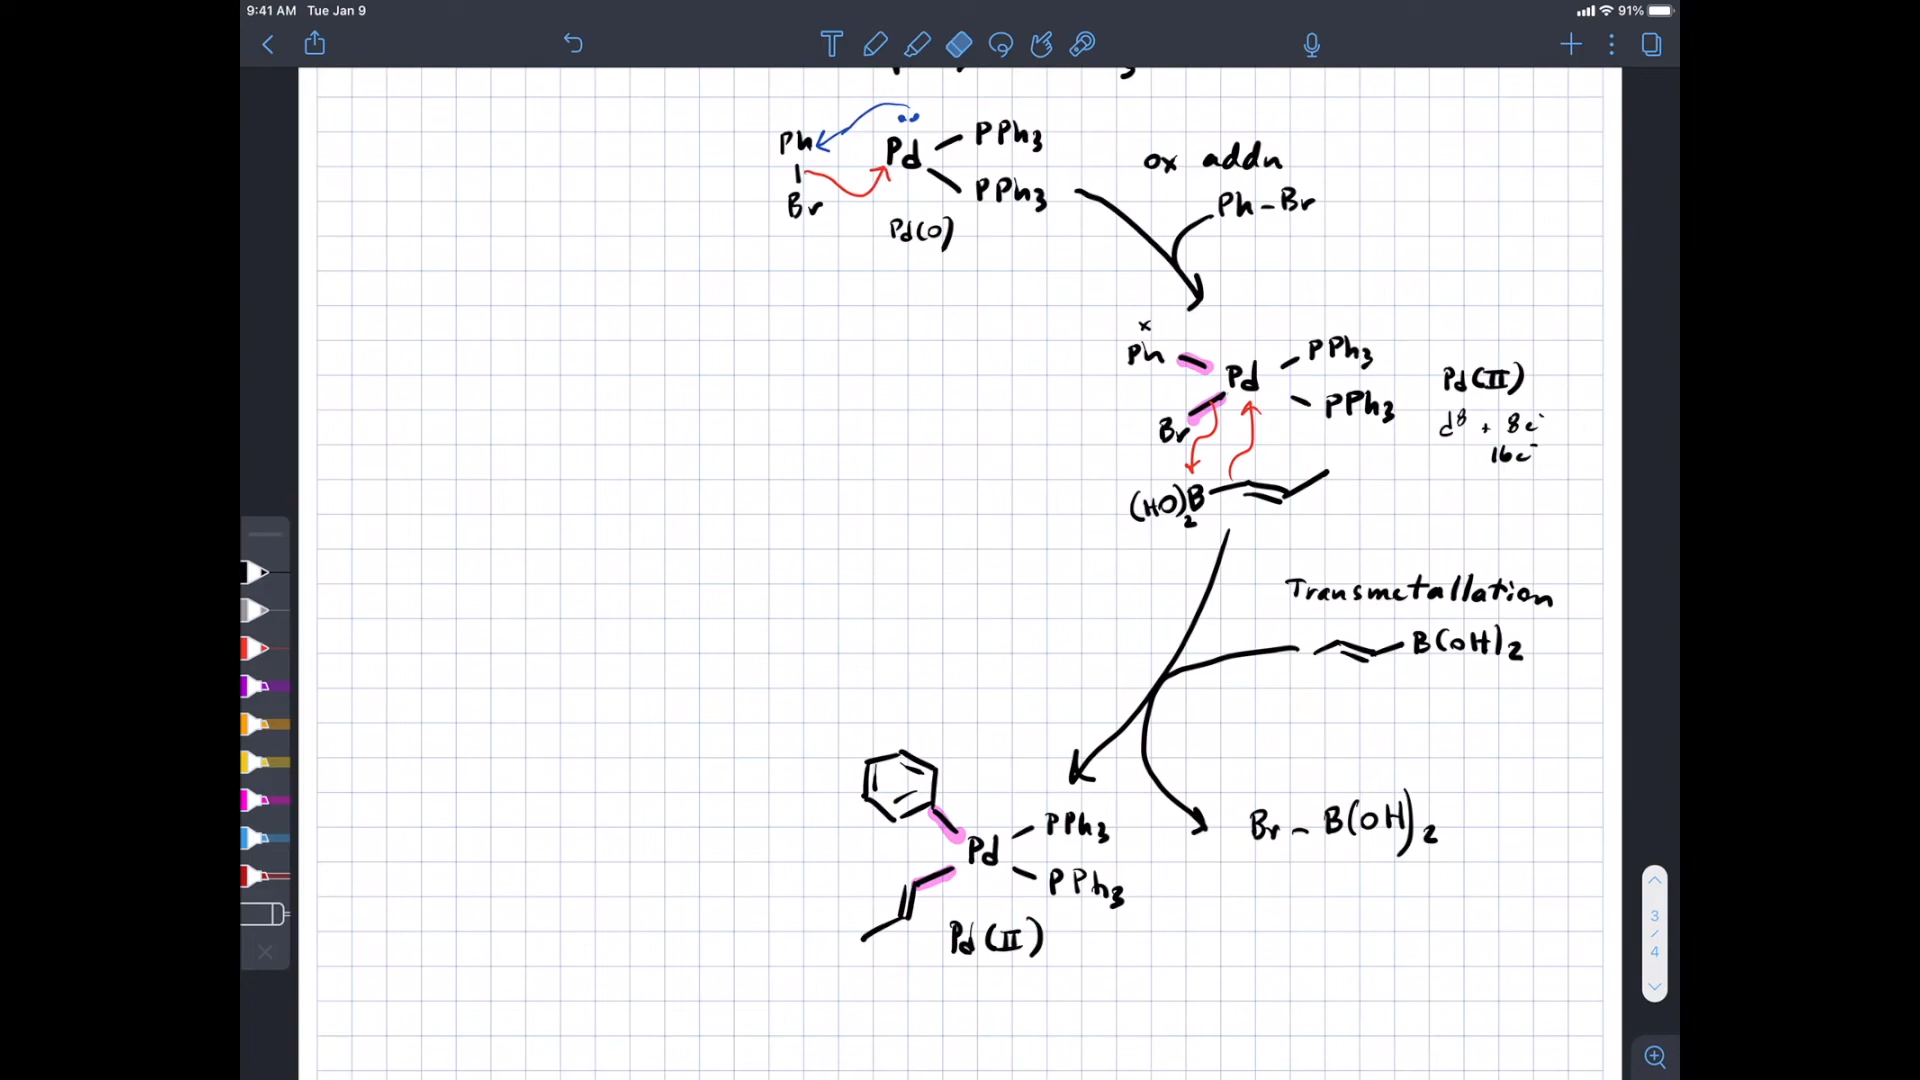 9:41 AM Tue Jan 9
91%
T
Ph
Pd
PPh3
Br
PPh3
Pd(0)
ox addn
Ph-Br
x
Ph
Pd
PPh3
Br
PPh3
Pd(II)
d8 + 8e-
16e-
(HO)2B
Transmetallation
B(OH)2
Pd
PPh3
PPh3
Pd(II)
Br-B(OH)2
3
/
4